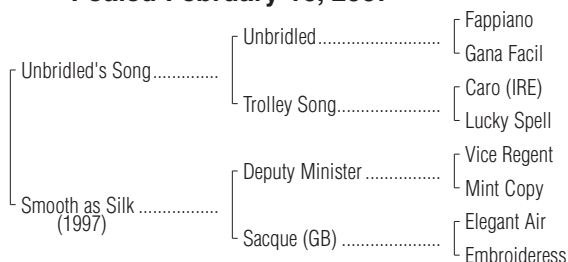 Foaled February
Fappiano
Unbridled
Gana Facil
Unbridled's Song
Caro (IRE)
Trolley Song
Lucky Spell
Vice Regent
Deputy Minister
Mint Copy
Smooth as Silk
(1997)
Elegant Air
Sacque (GB)
Embroideress